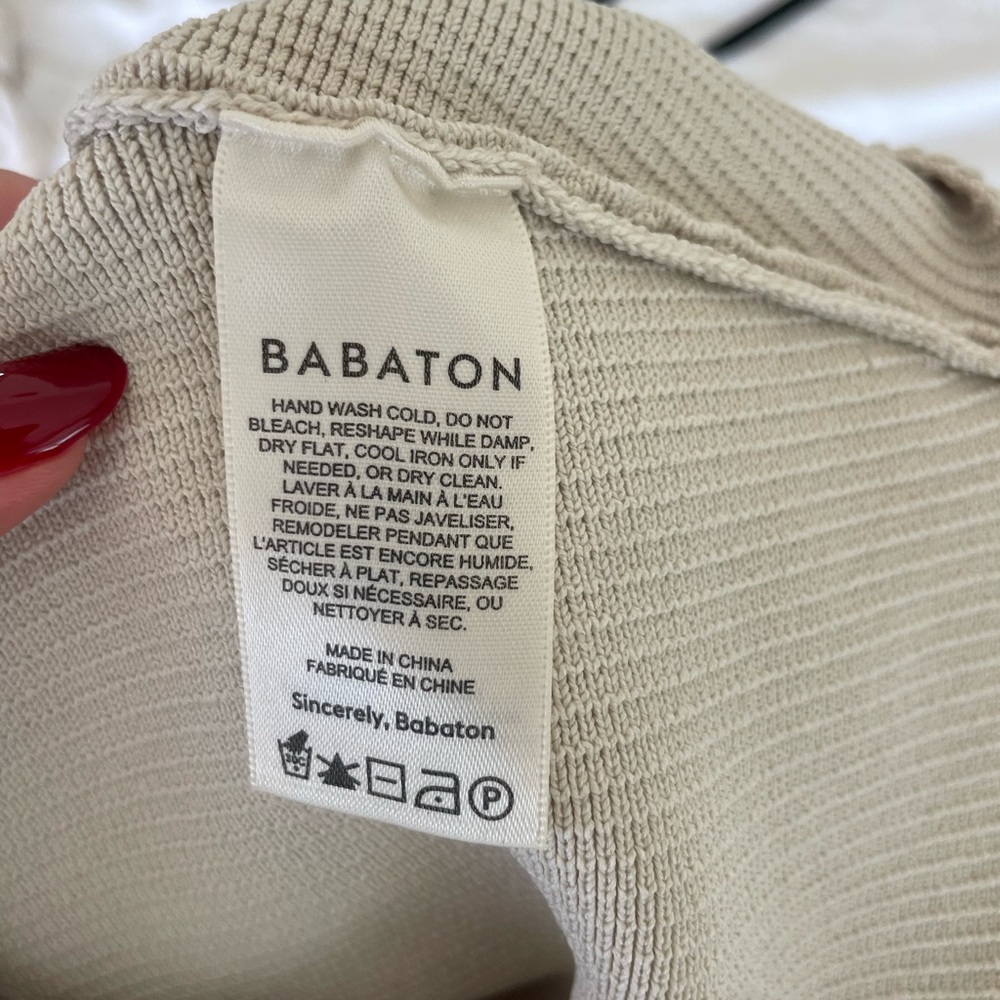 BABATON
HAND WASH COLD, DO NOT
BLEACH, RESHAPE WHILE DAMP,
DRY FLAT, COOL IRON ONLY IF
NEEDED, OR DRY CLEAN.
LAVER À LA MAIN À L'EAU
FROIDE, NE PAS JAVELISER,
REMODELER PENDANT QUE
L'ARTICLE EST ENCORE HUMIDE,
SÉCHER À PLAT, REPASSAGE
DOUX SI NÉCESSAIRE, OU
NETTOYER À SEC.
MADE IN CHINA
FABRIQUÉ EN CHINE
Sincerely, Babaton
30C P